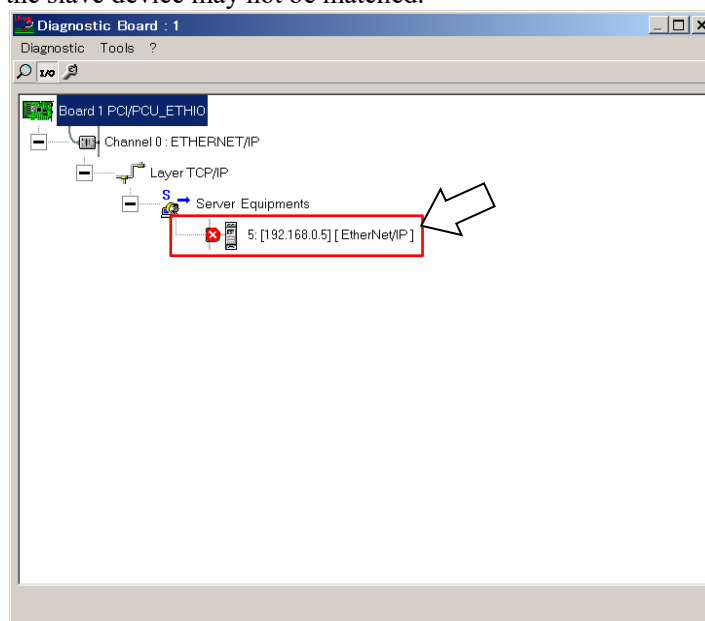 the slave device may not be matched.
Diagnostic Board : 1
Diagnostic Tools ?
I/O
Board 1 PCI/PCU_ETHIO
Channel 0 : ETHERNET/IP
Layer TCP/IP
S
Server Equipments
5: [192.168.0.5] [ EtherNet/IP ]